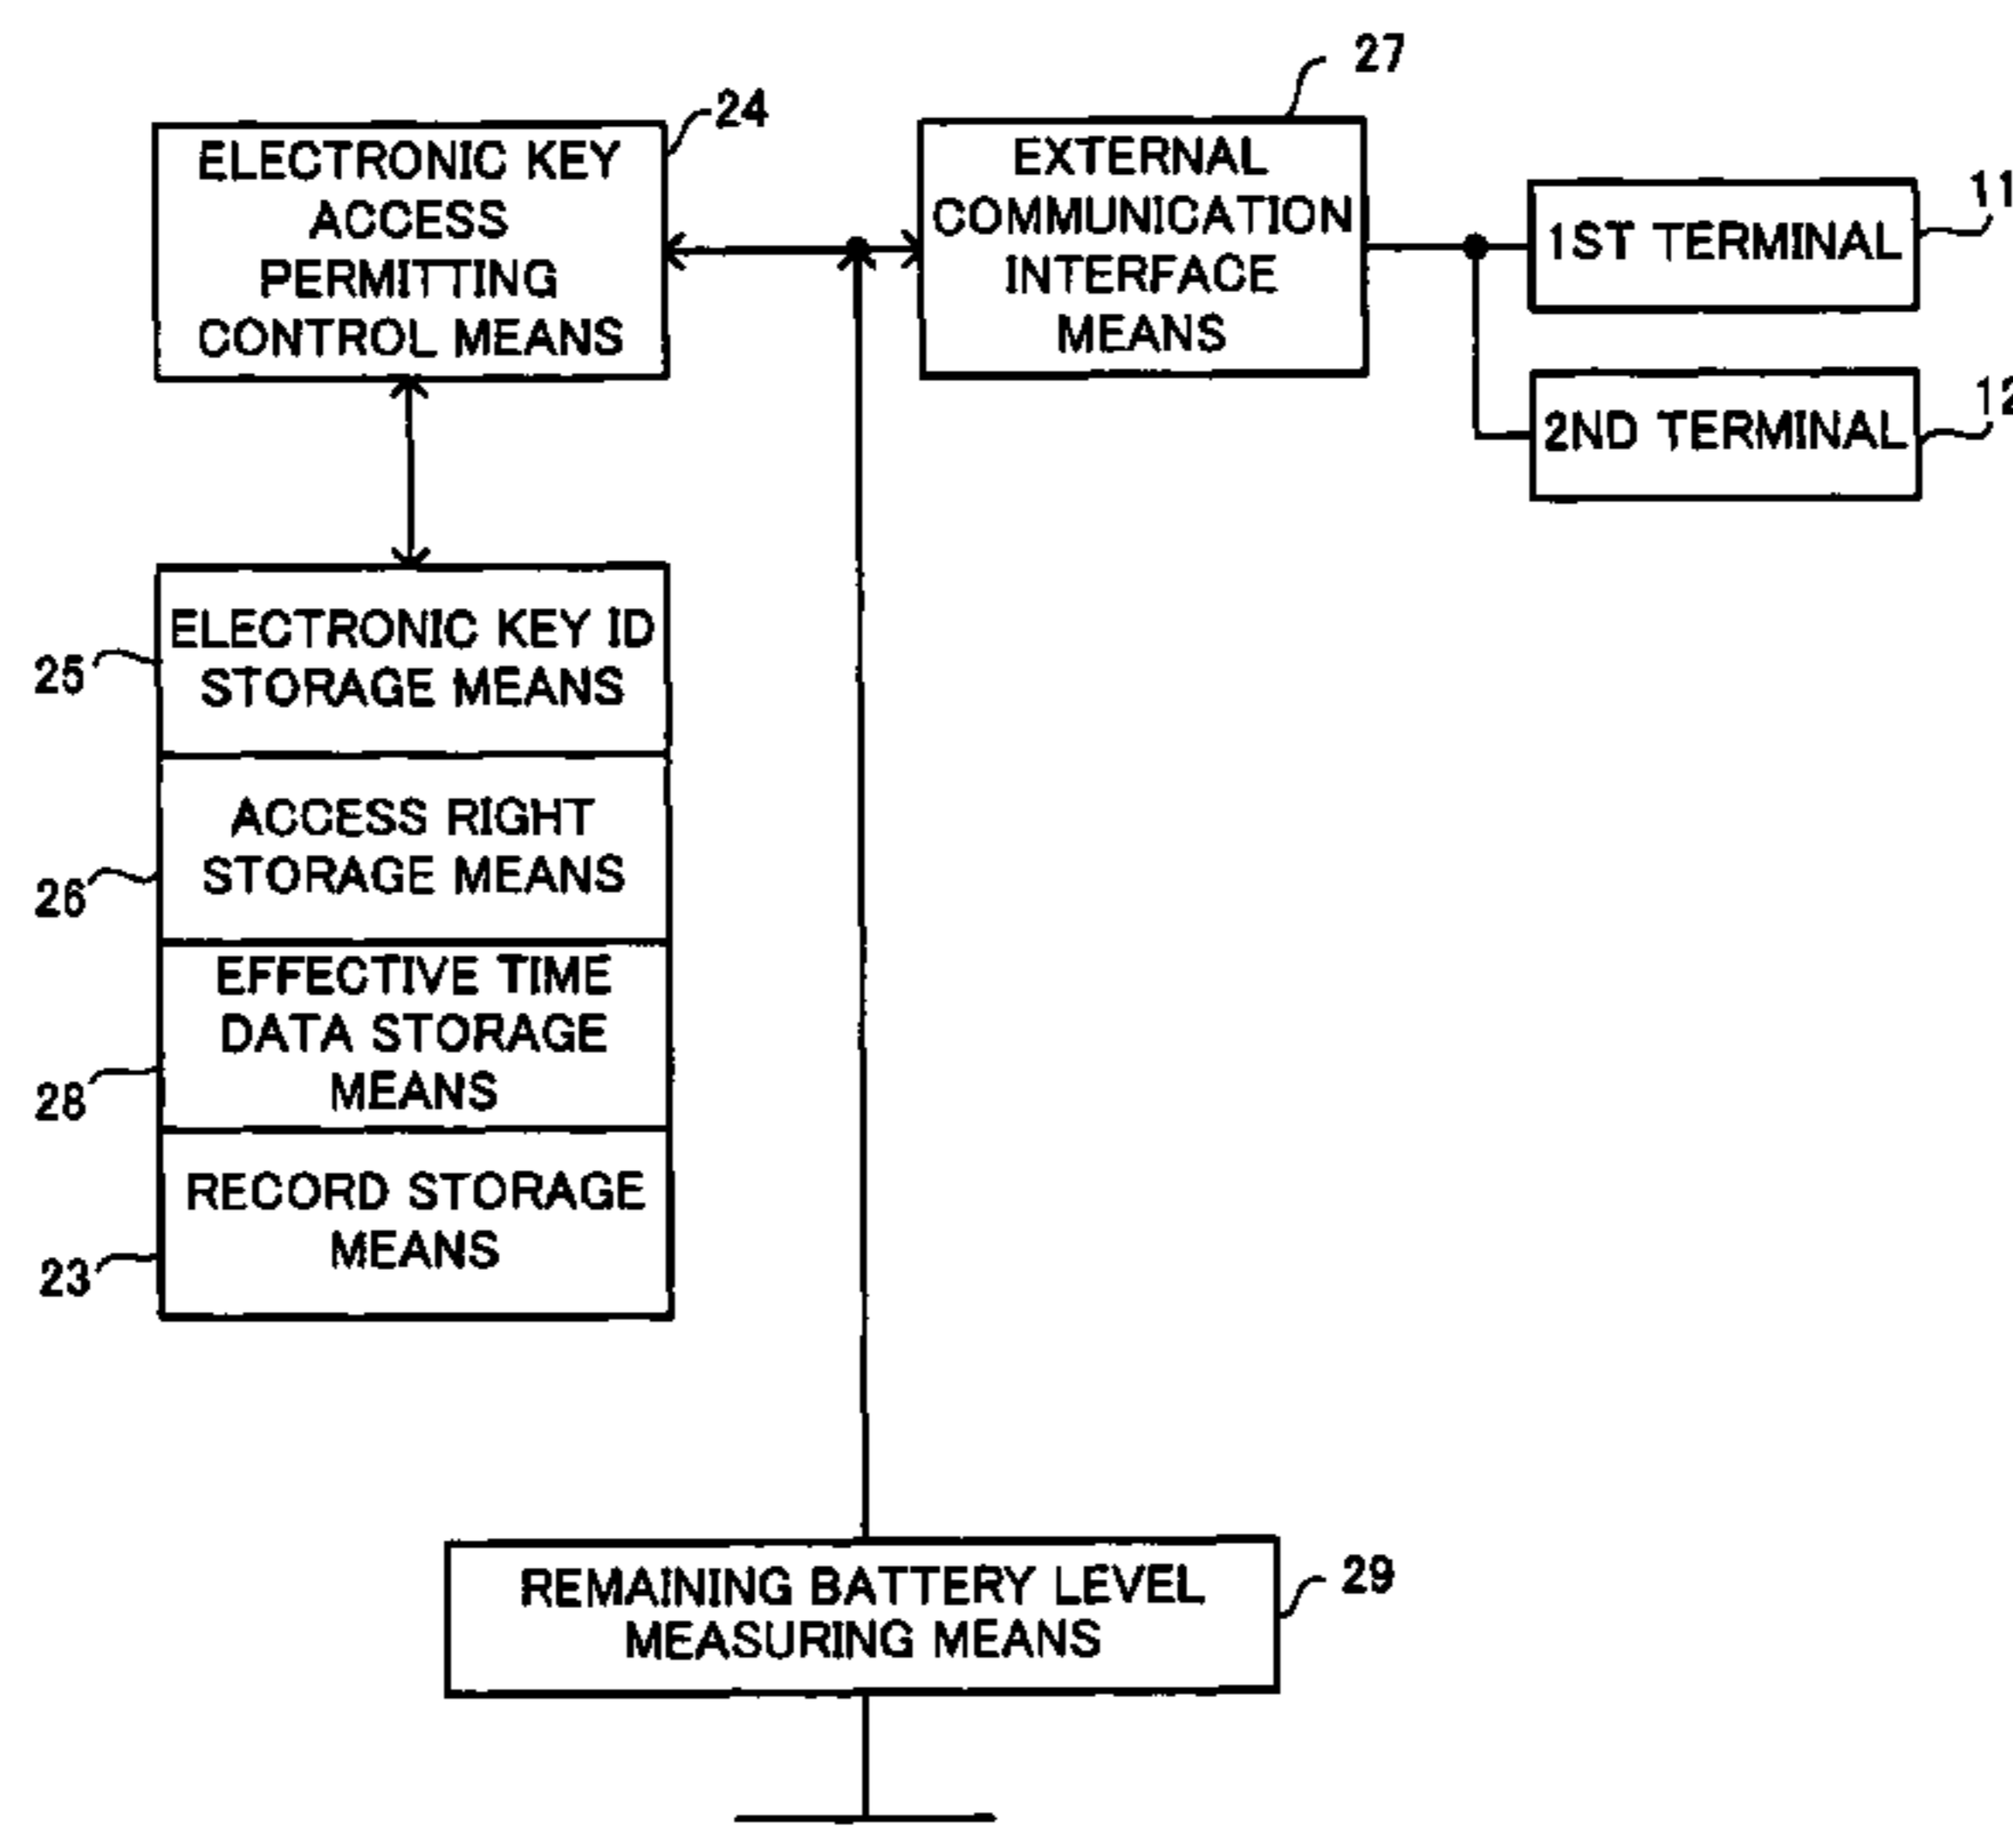 27
24
ELECTRONIC KEY
ACCESS
PERMITTING
CONTROL MEANS
EXTERNAL
COMMUNICATION
INTERFACE
MEANS
11
1ST TERMINAL
12
2ND TERMINAL
25
ELECTRONIC KEY ID
STORAGE MEANS
26
ACCESS RIGHT
STORAGE MEANS
28
EFFECTIVE TIME
DATA STORAGE
MEANS
23
RECORD STORAGE
MEANS
REMAINING BATTERY LEVEL
MEASURING MEANS
29